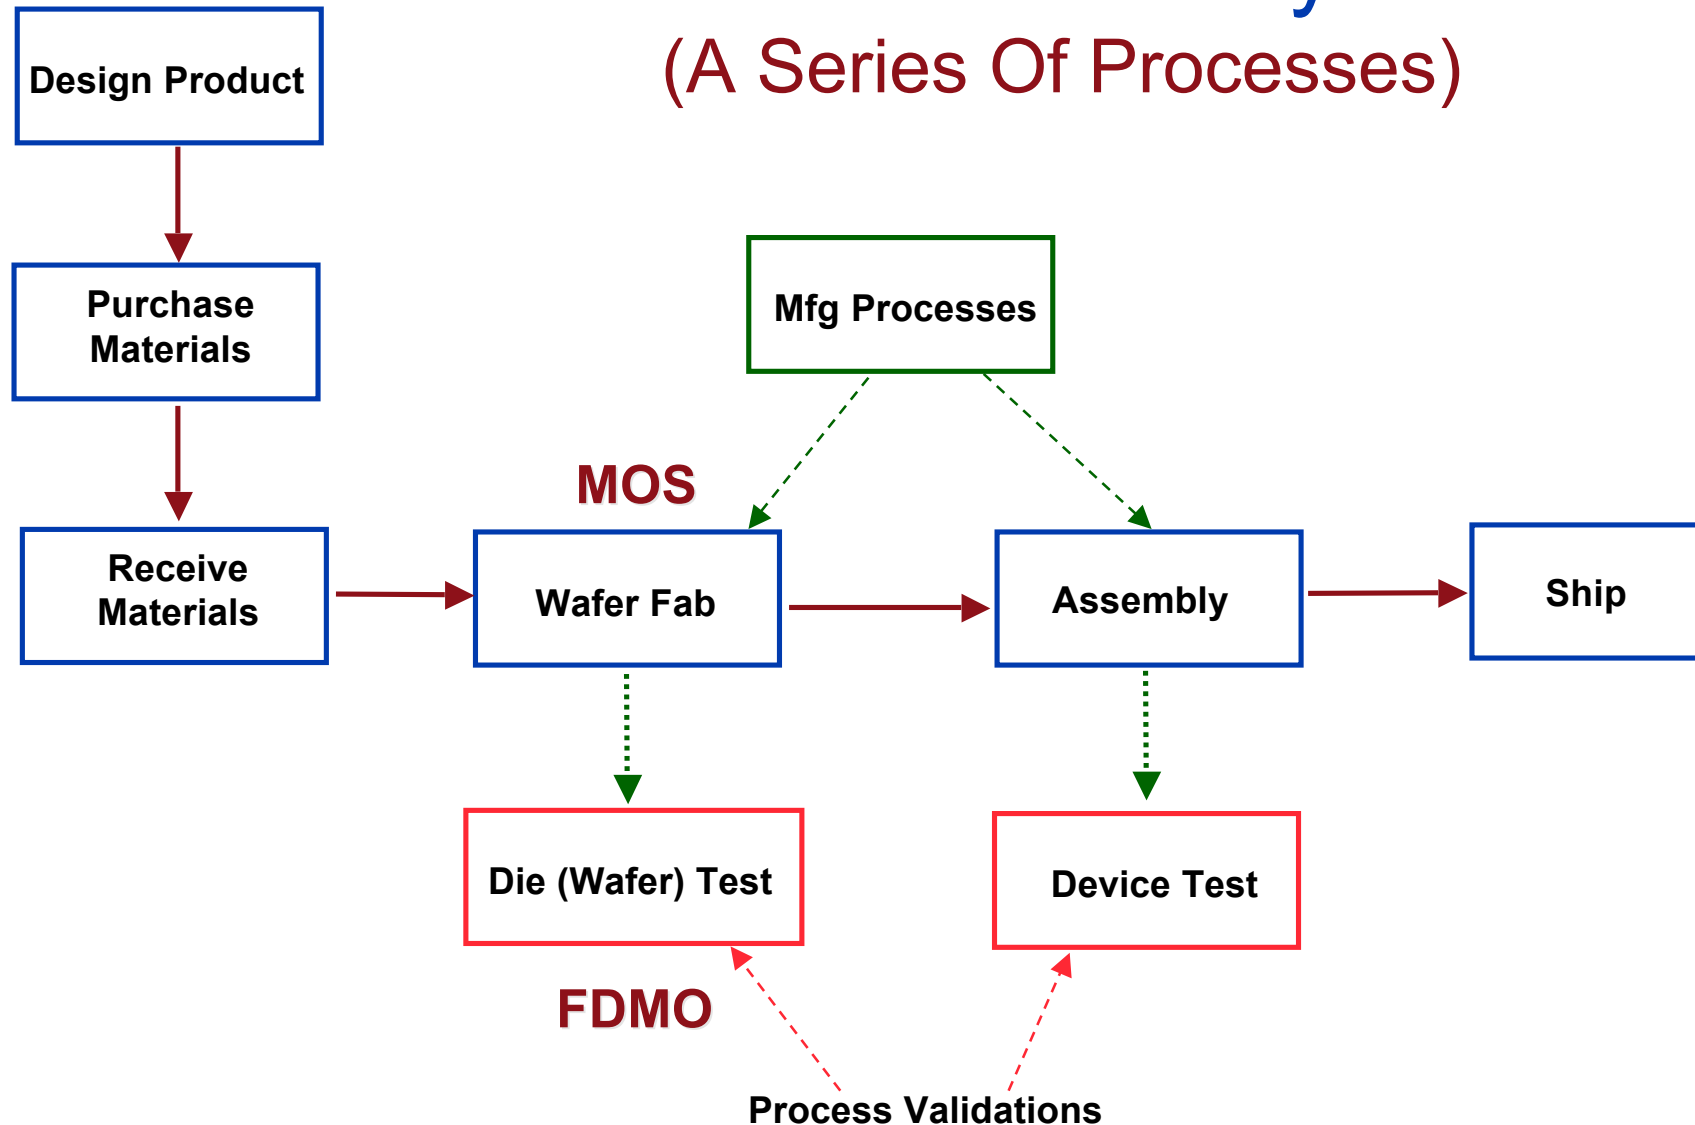 (A Series Of Processes)
Design Product
Purchase
Materials
Mfg Processes
MOS
Receive
Materials
Wafer Fab
Assembly
Ship
Die (Wafer) Test
Device Test
FDMO
Process Validations